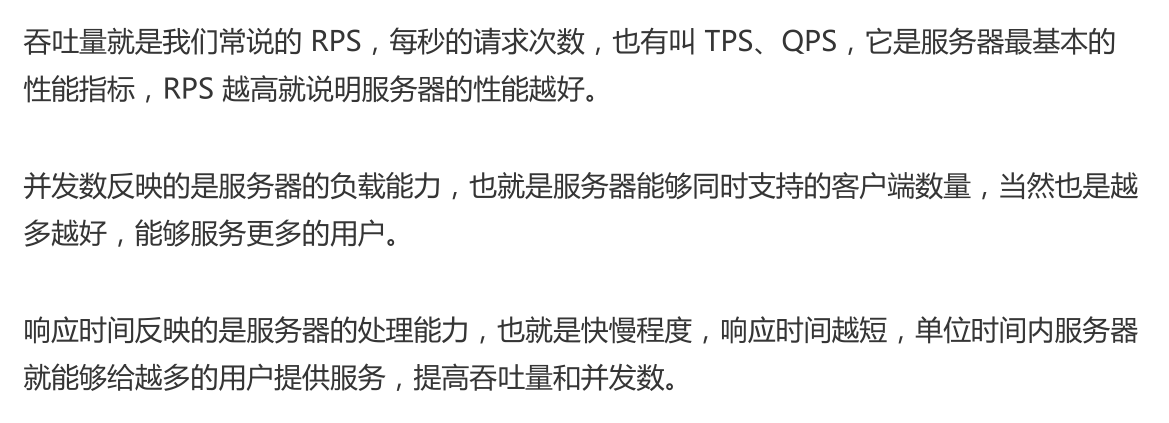 吞吐量就是我们常说的 RPS，每秒的请求次数，也有叫 TPS、QPS，它是服务器最基本的
性能指标，RPS 越高就说明服务器的性能越好。
并发数反映的是服务器的负载能力，也就是服务器能够同时支持的客户端数量，当然也是越
多越好，能够服务更多的用户。
响应时间反映的是服务器的处理能力，也就是快慢程度，响应时间越短，单位时间内服务器
就能够给越多的用户提供服务，提高吞吐量和并发数。